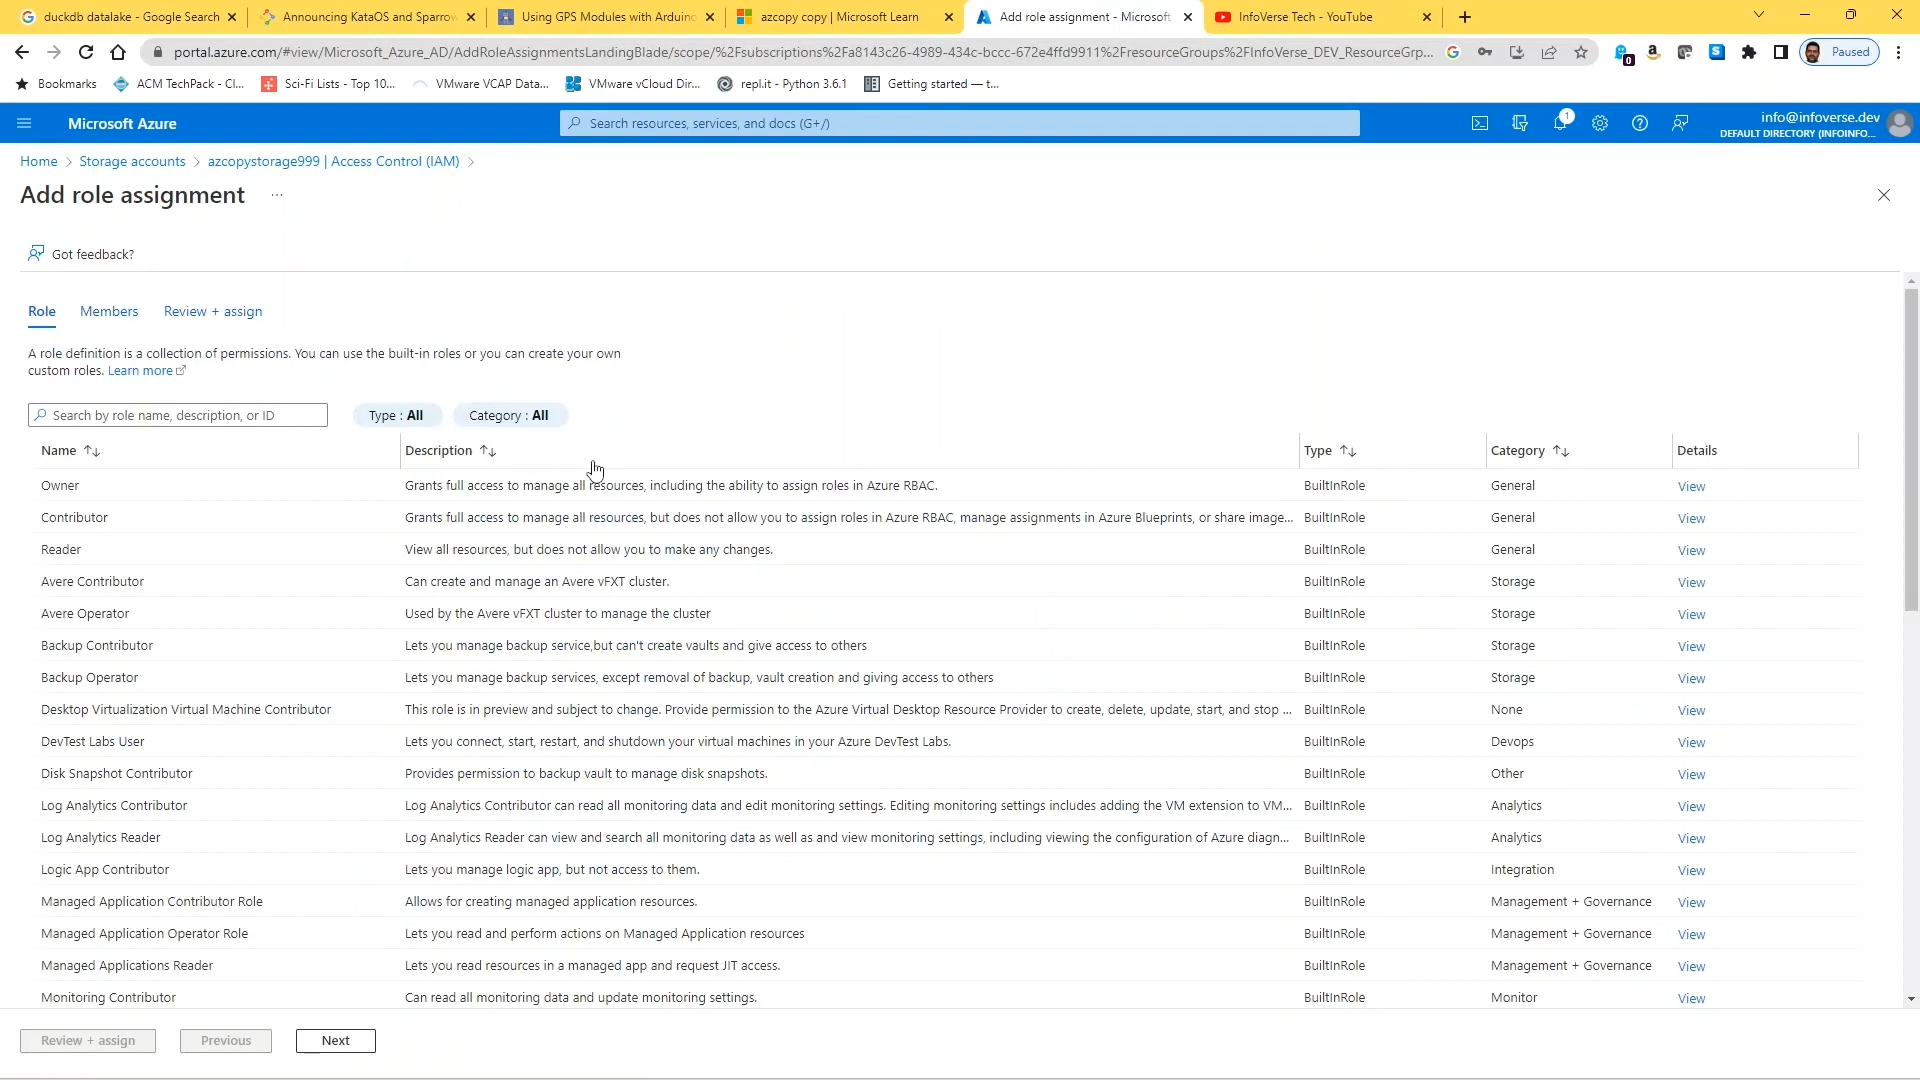 duckdb datalake - Google Search
Announcing KataOS and Sparrow
Using GPS Modules with Arduino
azcopy copy | Microsoft Learn
Add role assignment - Microsoft
InfoVerse Tech - YouTube
portal.azure.com/#view/Microsoft_Azure_AD/AddRoleAssignmentsLandingBlade/scope/%2Fsubscriptions%2Fa8143c26-4989-434c-bccc-672e4ffd9911%2FresourceGroups%2FInfoVerse_DEV_ResourceGrp...
0
Paused
Bookmarks
ACM TechPack - Cl...
Sci-Fi Lists - Top 10...
VMware VCAP Data...
VMware vCloud Dir...
repl.it - Python 3.6.1
Getting started — t...
Microsoft Azure
Search resources, services, and docs (G+/)
1
info@infoverse.dev
DEFAULT DIRECTORY (INFOINFO...
Home > Storage accounts > azcopystorage999 | Access Control (IAM) >
Add role assignment ...
Got feedback?
Role Members Review + assign
A role definition is a collection of permissions. You can use the built-in roles or you can create your own
custom roles. Learn more
Search by role name, description, or ID
Type : All
Category : All
Name Description Type Category Details
Owner Grants full access to manage all resources, including the ability to assign roles in Azure RBAC. BuiltInRole General View
Contributor Grants full access to manage all resources, but does not allow you to assign roles in Azure RBAC, manage assignments in Azure Blueprints, or share image... BuiltInRole General View
Reader View all resources, but does not allow you to make any changes. BuiltInRole General View
Avere Contributor Can create and manage an Avere vFXT cluster. BuiltInRole Storage View
Avere Operator Used by the Avere vFXT cluster to manage the cluster BuiltInRole Storage View
Backup Contributor Lets you manage backup service,but can't create vaults and give access to others BuiltInRole Storage View
Backup Operator Lets you manage backup services, except removal of backup, vault creation and giving access to others BuiltInRole Storage View
Desktop Virtualization Virtual Machine Contributor This role is in preview and subject to change. Provide permission to the Azure Virtual Desktop Resource Provider to create, delete, update, start, and stop ... BuiltInRole None View
DevTest Labs User Lets you connect, start, restart, and shutdown your virtual machines in your Azure DevTest Labs. BuiltInRole Devops View
Disk Snapshot Contributor Provides permission to backup vault to manage disk snapshots. BuiltInRole Other View
Log Analytics Contributor Log Analytics Contributor can read all monitoring data and edit monitoring settings. Editing monitoring settings includes adding the VM extension to VM... BuiltInRole Analytics View
Log Analytics Reader Log Analytics Reader can view and search all monitoring data as well as and view monitoring settings, including viewing the configuration of Azure diagn... BuiltInRole Analytics View
Logic App Contributor Lets you manage logic app, but not access to them. BuiltInRole Integration View
Managed Application Contributor Role Allows for creating managed application resources. BuiltInRole Management + Governance View
Managed Application Operator Role Lets you read and perform actions on Managed Application resources BuiltInRole Management + Governance View
Managed Applications Reader Lets you read resources in a managed app and request JIT access. BuiltInRole Management + Governance View
Monitoring Contributor Can read all monitoring data and update monitoring settings. BuiltInRole Monitor View
Review + assign
Previous
Next